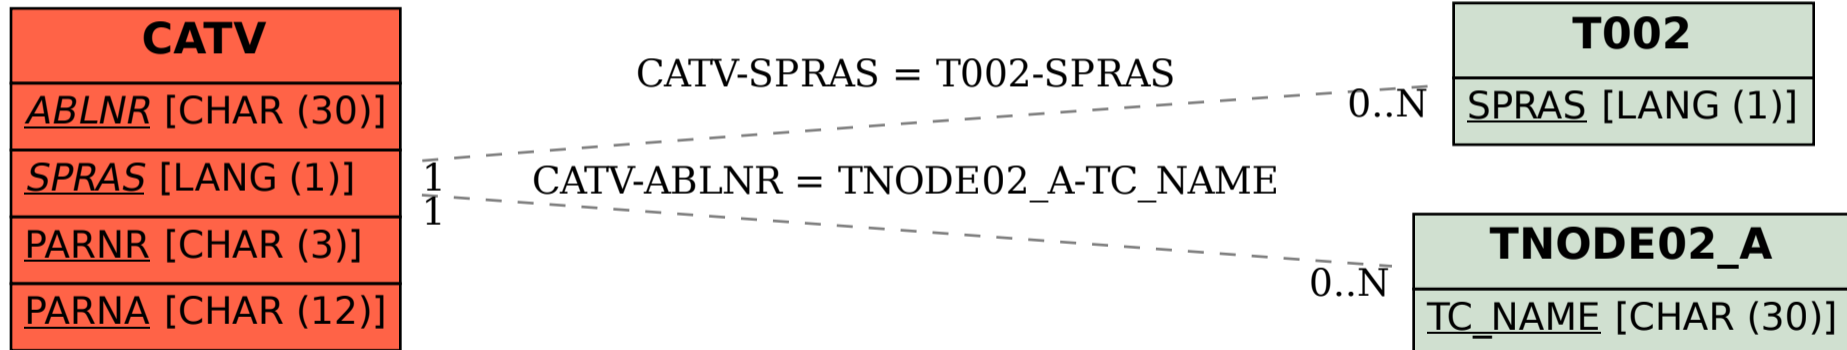 CATV
ABLNR [CHAR (30)]
SPRAS [LANG (1)]
PARNR [CHAR (3)]
PARNA [CHAR (12)]
CATV-SPRAS = T002-SPRAS
0..N
1
CATV-ABLNR = TNODE02_A-TC_NAME
1
0..N
T002
SPRAS [LANG (1)]
TNODE02_A
TC_NAME [CHAR (30)]